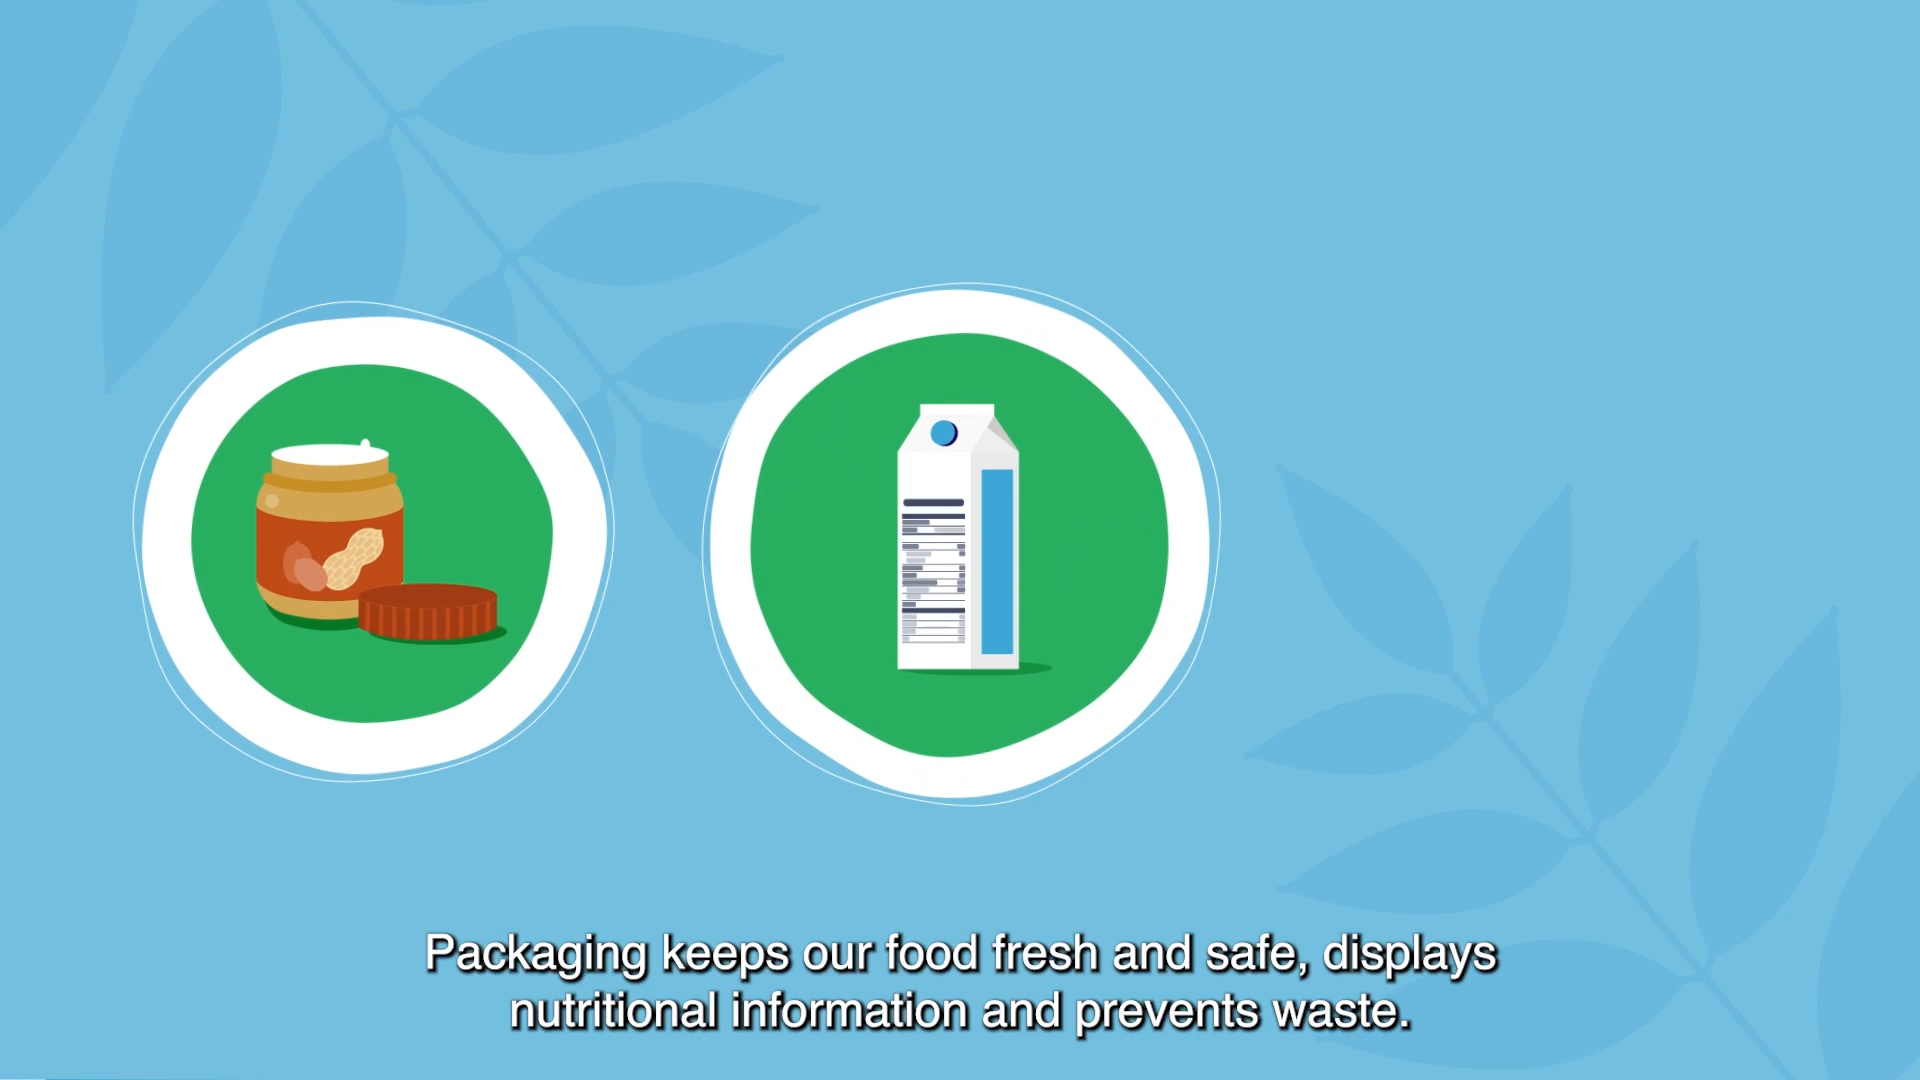 Packaging keeps our food fresh and safe, displays
nutritional information and prevents waste.